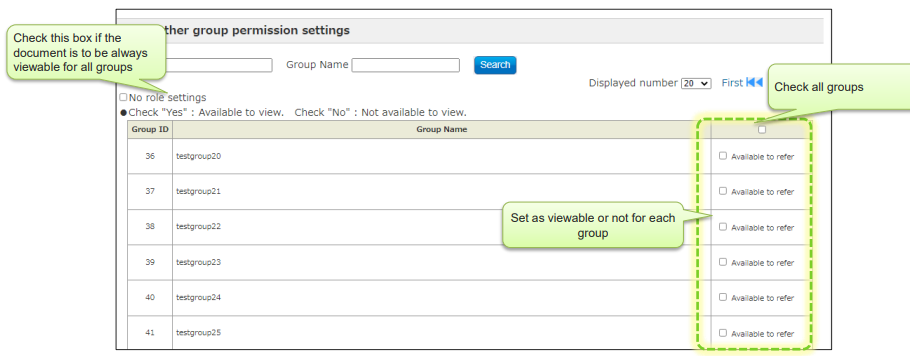 Check this box if the
document is to be always
viewable for all groups
ther group permission settings
Group Name
Search
Displayed number 20
First
Check all groups
No role settings
●Check "Yes" : Available to view. Check "No" : Not available to view.
Group ID Group Name
36 testgroup20 Available to refer
37 testgroup21 Available to refer
Set as viewable or not for each
group
38 testgroup22 Available to refer
39 testgroup23 Available to refer
40 testgroup24 Available to refer
41 testgroup25 Available to refer